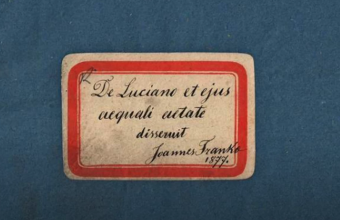 De Luciano et ejus
aequali aetate
disseruit
Joannes Franko
1877.